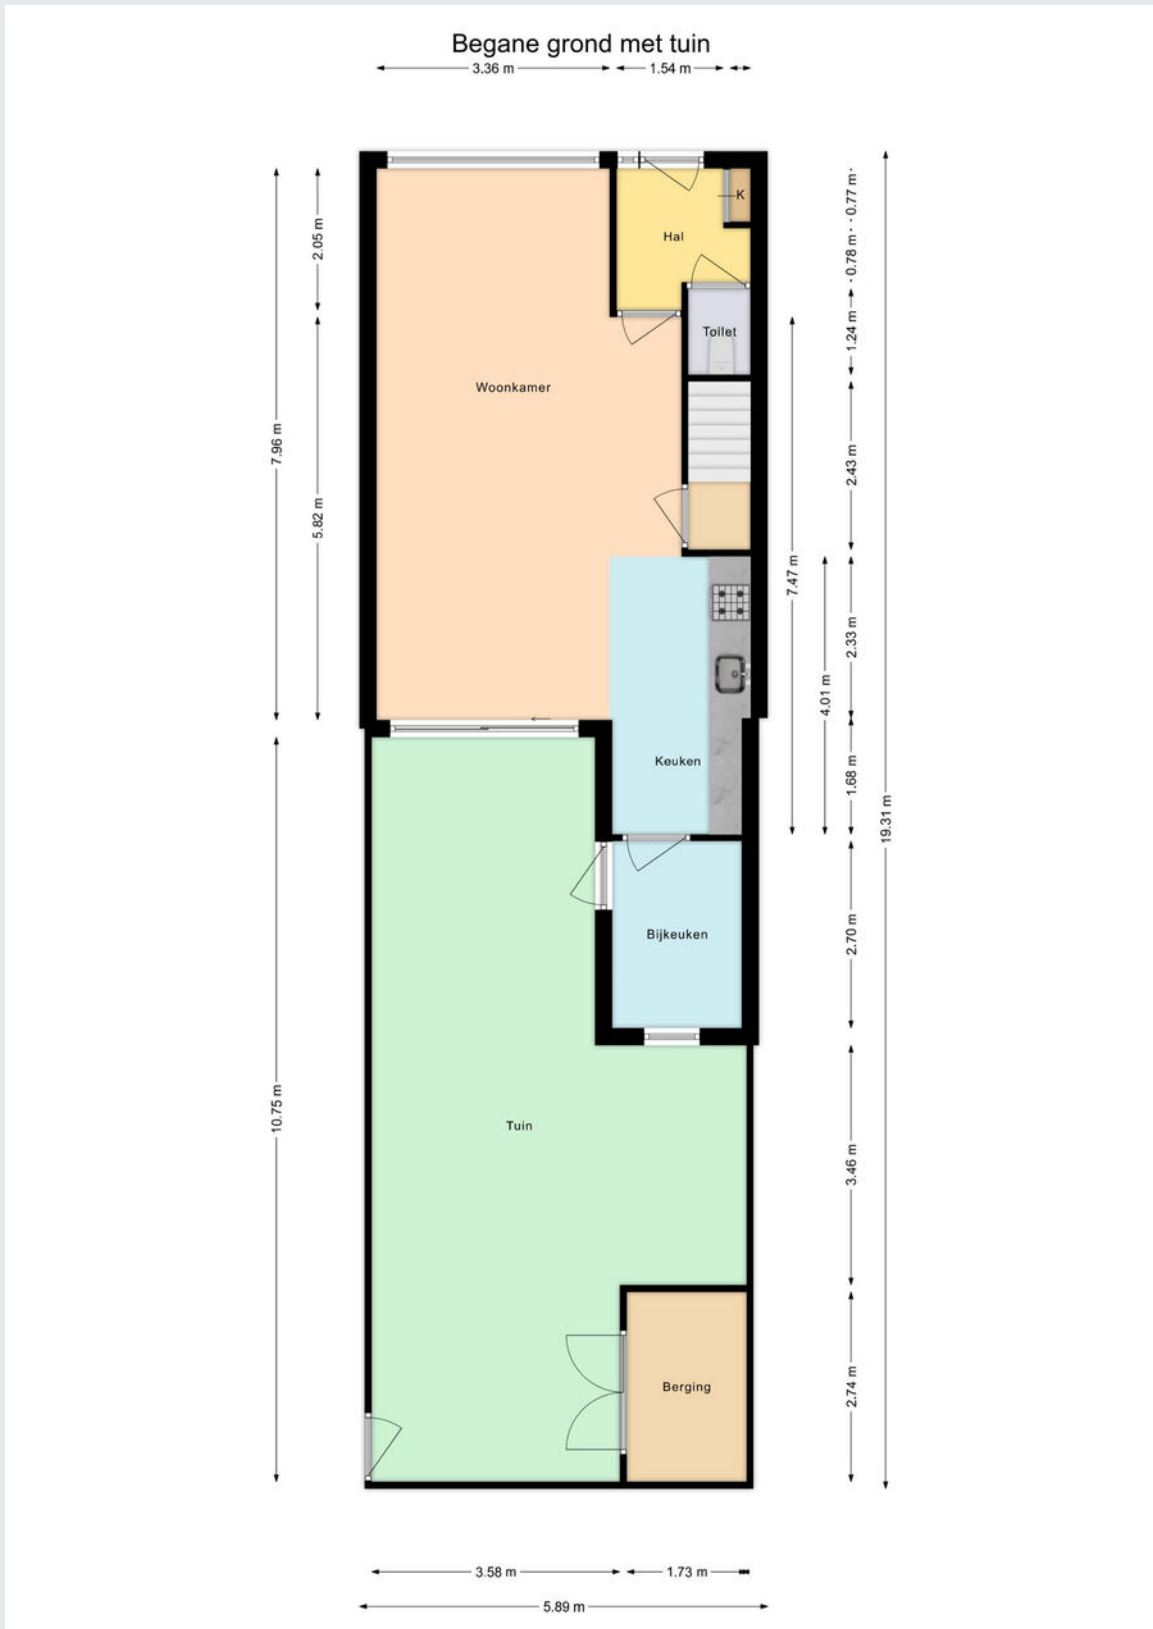 Begane grond met tuin
3.36 m
1.54 m
K
0.77 m
2.05 m
Hal
0.78 m
Toilet
1.24 m
Woonkamer
7.96 m
2.43 m
5.82 m
7.47 m
2.33 m
4.01 m
Keuken
1.68 m
19.31 m
Bijkeuken
2.70 m
10.75 m
Tuin
3.46 m
Berging
2.74 m
3.58 m
1.73 m
5.89 m